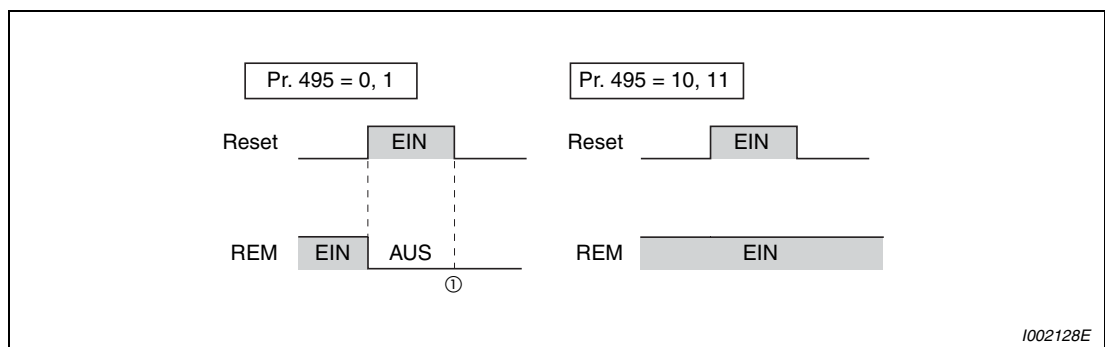 Pr. 495 = 0, 1
Pr. 495 = 10, 11
Reset
EIN
Reset
EIN
REM
EIN
AUS
REM
EIN
①
I002128E